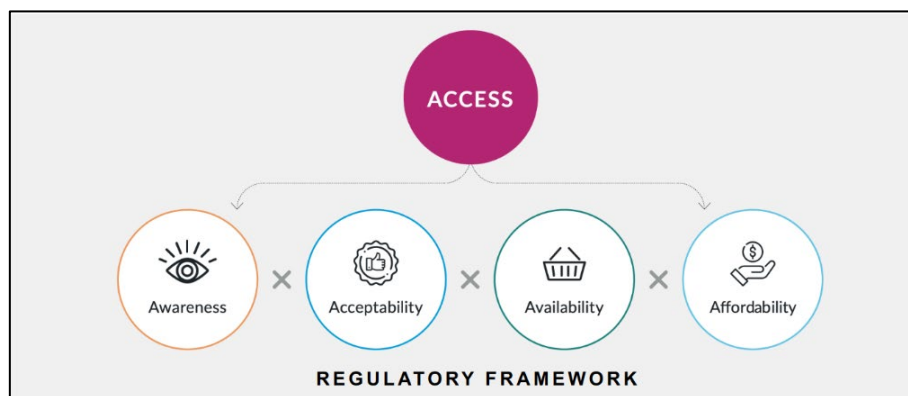 ACCESS
Awareness
Acceptability
Availability
Affordability
REGULATORY FRAMEWORK